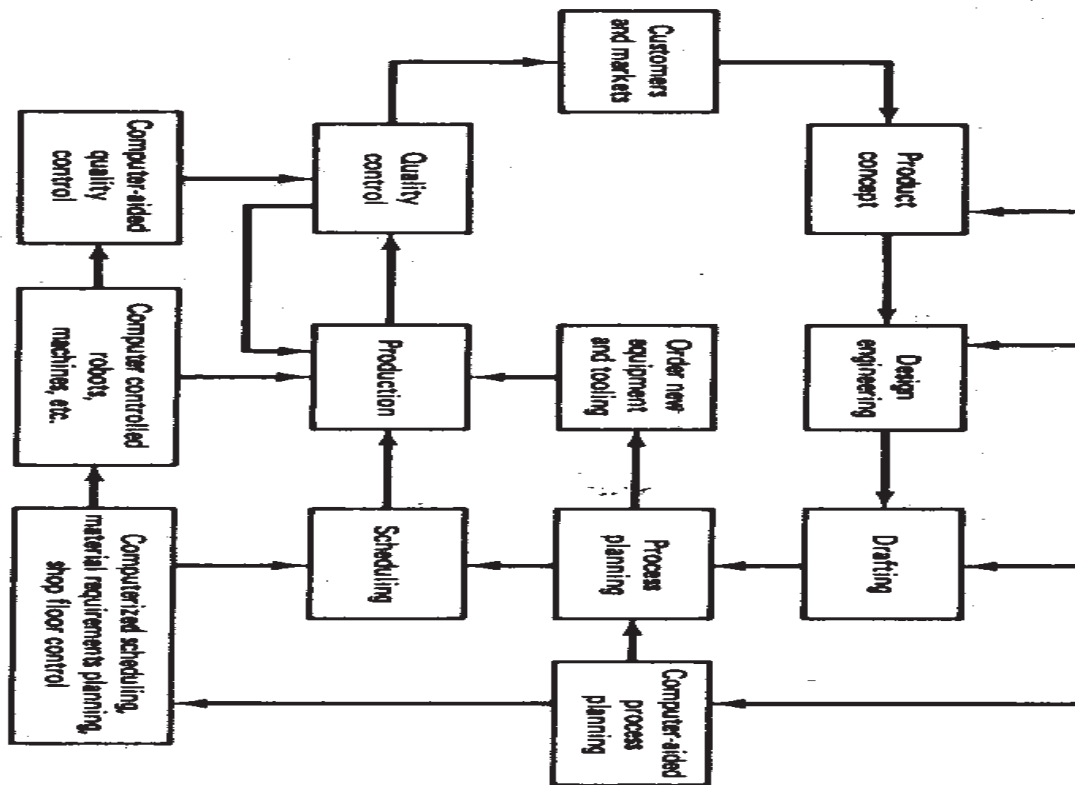 Product
concept
Design
engineering
Drafting
Customers
and markets
Order new
equipment
and tooling
Process
planning
Computer-aided
process
planning
Quality
control
Production
Scheduling
Computer-aided
quality
control
Computer controlled
robots,
machines, etc.
Computerized scheduling,
material requirements planning,
shop floor control